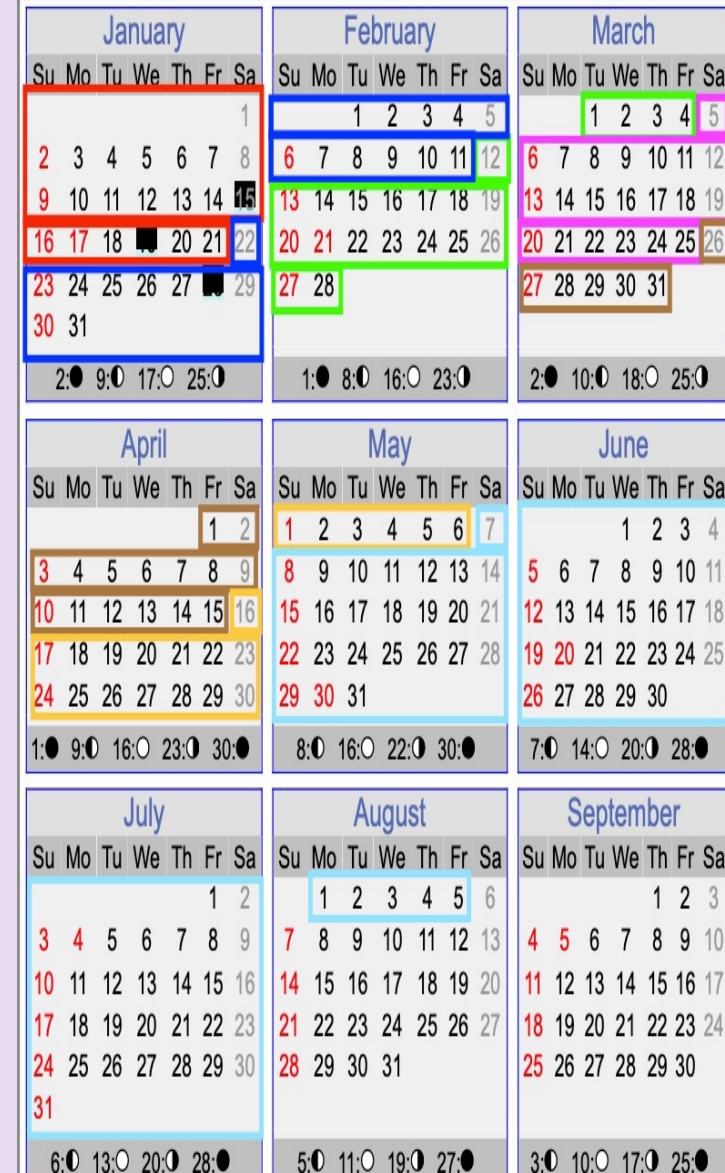 January
Su Mo Tu We Th Fr Sa
1
2 3 4 5 6 7 8
9 10 11 12 13 14 15
16 17 18 20 21 22
23 24 25 26 27 29
30 31
2: 9: 17: 25:
February
Su Mo Tu We Th Fr Sa
1 2 3 4 5
6 7 8 9 10 11 12
13 14 15 16 17 18 19
20 21 22 23 24 25 26
27 28
1: 8: 16: 23:
March
Su Mo Tu We Th Fr Sa
1 2 3 4 5
6 7 8 9 10 11 12
13 14 15 16 17 18 19
20 21 22 23 24 25 26
27 28 29 30 31
2: 10: 18: 25:
April
Su Mo Tu We Th Fr Sa
1 2
3 4 5 6 7 8 9
10 11 12 13 14 15 16
17 18 19 20 21 22 23
24 25 26 27 28 29 30
1: 9: 16: 23: 30:
May
Su Mo Tu We Th Fr Sa
1 2 3 4 5 6 7
8 9 10 11 12 13 14
15 16 17 18 19 20 21
22 23 24 25 26 27 28
29 30 31
8: 16: 22: 30:
June
Su Mo Tu We Th Fr Sa
1 2 3 4
5 6 7 8 9 10 11
12 13 14 15 16 17 18
19 20 21 22 23 24 25
26 27 28 29 30
7: 14: 20: 28:
July
Su Mo Tu We Th Fr Sa
1 2
3 4 5 6 7 8 9
10 11 12 13 14 15 16
17 18 19 20 21 22 23
24 25 26 27 28 29 30
31
6: 13: 20: 28:
August
Su Mo Tu We Th Fr Sa
1 2 3 4 5 6
7 8 9 10 11 12 13
14 15 16 17 18 19 20
21 22 23 24 25 26 27
28 29 30 31
5: 11: 19: 27:
September
Su Mo Tu We Th Fr Sa
1 2 3
4 5 6 7 8 9 10
11 12 13 14 15 16 17
18 19 20 21 22 23 24
25 26 27 28 29 30
3: 10: 17: 25: